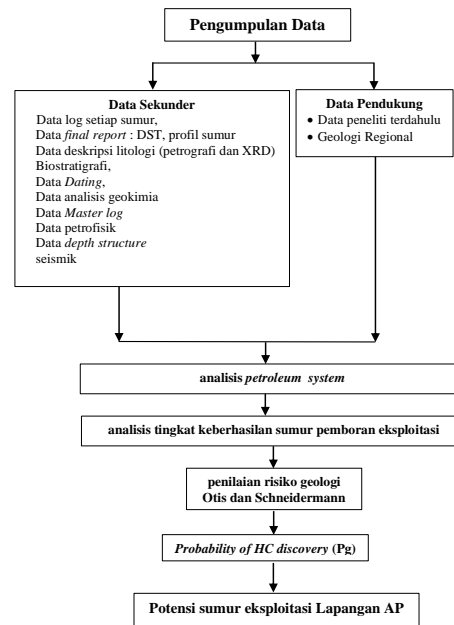 Pengumpulan Data
Data Sekunder
Data log setiap sumur,
Data final report : DST, profil sumur
Data deskripsi litologi (petrografi dan XRD)
Biostratigrafi,
Data Dating,
Data analisis geokimia
Data Master log
Data petrofisik
Data depth structure
seismik
Data Pendukung
• Data peneliti terdahulu
• Geologi Regional
analisis petroleum system
analisis tingkat keberhasilan sumur pemboran eksploitasi
penilaian risiko geologi
Otis dan Schneidermann
Probability of HC discovery (Pg)
Potensi sumur eksploitasi Lapangan AP